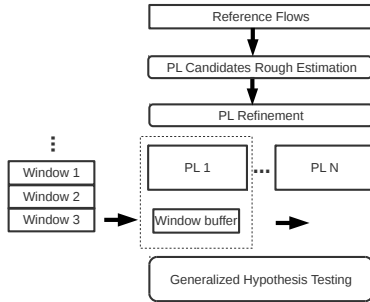 Reference Flows
PL Candidates Rough Estimation
PL Refinement
...
Window 1
Window 2
Window 3
PL 1
...
PL N
Window buffer
Generalized Hypothesis Testing